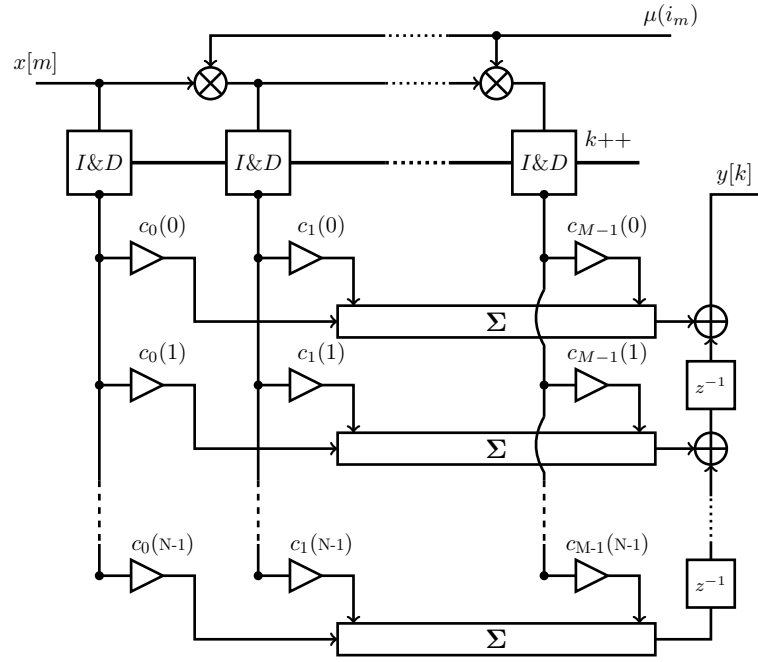 μ(i_m)
x[m]
I&D I&D I&D k++
y[k]
c_0(0) c_1(0) c_{M−1}(0)
Σ
c_0(1) c_1(1) c_{M−1}(1)
z^{−1}
Σ
c_0(N-1) c_1(N-1) c_{M-1}(N-1)
z^{−1}
Σ